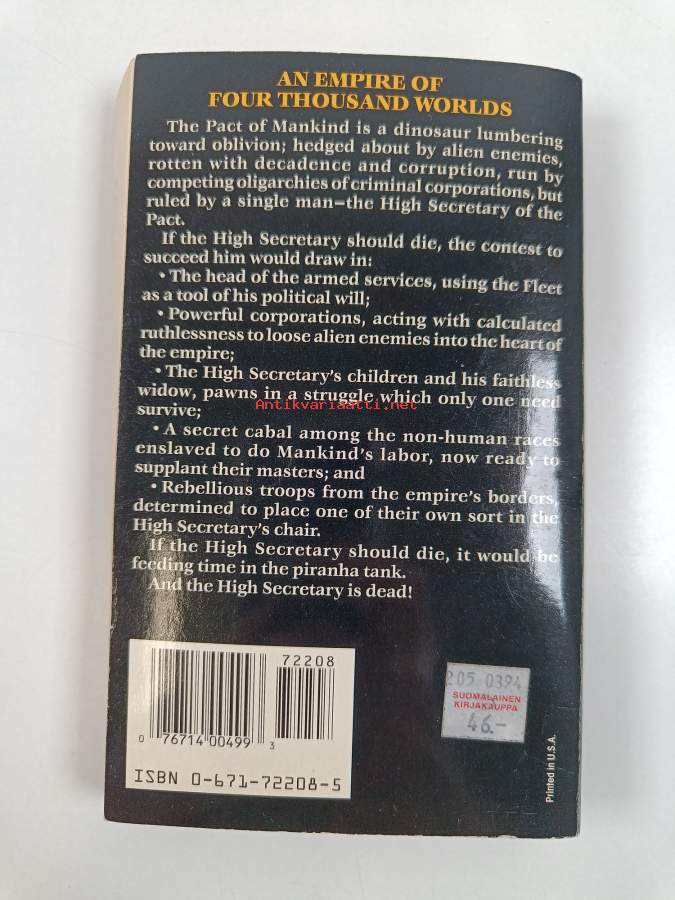 AN EMPIRE OF
FOUR THOUSAND WORLDS
The Pact of Mankind is a dinosaur lumbering
toward oblivion; hedged about by alien enemies,
rotten with decadence and corruption, run by
competing oligarchies of criminal corporations, but
ruled by a single man—the High Secretary of the
Pact.
If the High Secretary should die, the contest to
succeed him would draw in:
• The head of the armed services, using the Fleet
as a tool of his political will;
• Powerful corporations, acting with calculated
ruthlessness to loose alien enemies into the heart of
the empire;
• The High Secretary's children and his faithless
widow, pawns in a struggle which only one need
survive;
Antikvariaatti.net
• A secret cabal among the non-human races
enslaved to do Mankind's labor, now ready to
supplant their masters; and
• Rebellious troops from the empire's borders,
determined to place one of their own sort in the
High Secretary's chair.
If the High Secretary should die, it would be
feeding time in the piranha tank.
And the High Secretary is dead!
72208
0 76714 00499 3
ISBN 0-671-72208-5
205 0394
SUOMALAINEN
KIRJAKAUPPA
46.-
Printed in U.S.A.